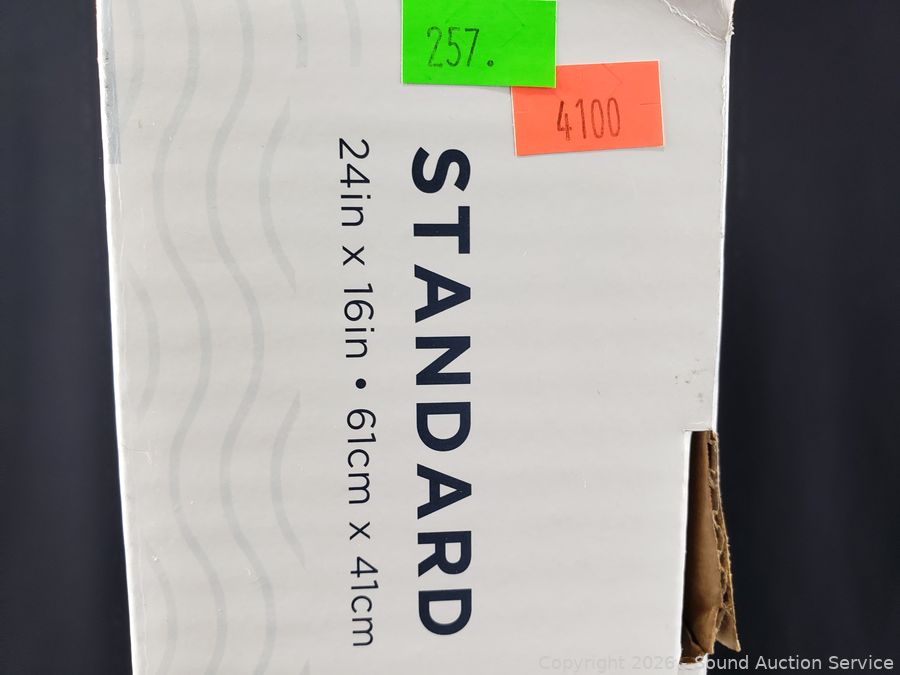 257.
4100
STANDARD
24in x 16in • 61cm x 41cm
Copyright 2026 - Sound Auction Service